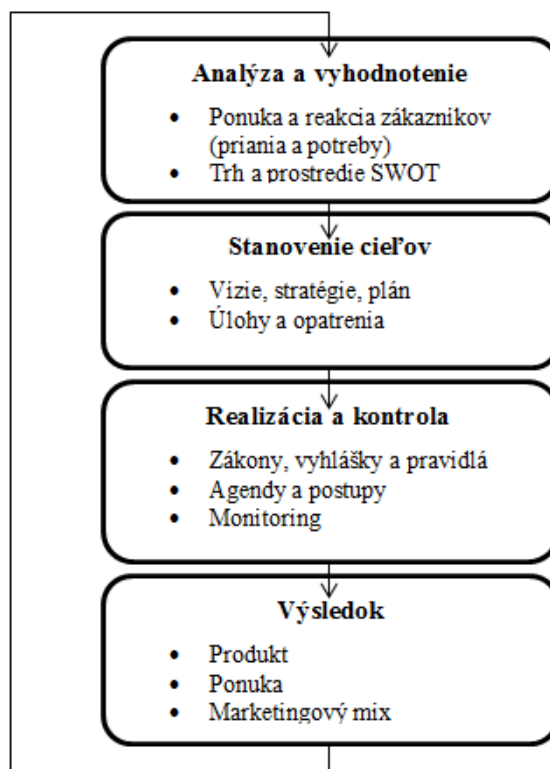 Analýza a vyhodnotenie
• Ponuka a reakcia zákazníkov
(priania a potreby)
• Trh a prostredie SWOT
Stanovenie cieľov
• Vízie, stratégie, plán
• Úlohy a opatrenia
Realizácia a kontrola
• Zákony, vyhlášky a pravidlá
• Agendy a postupy
• Monitoring
Výsledok
• Produkt
• Ponuka
• Marketingový mix